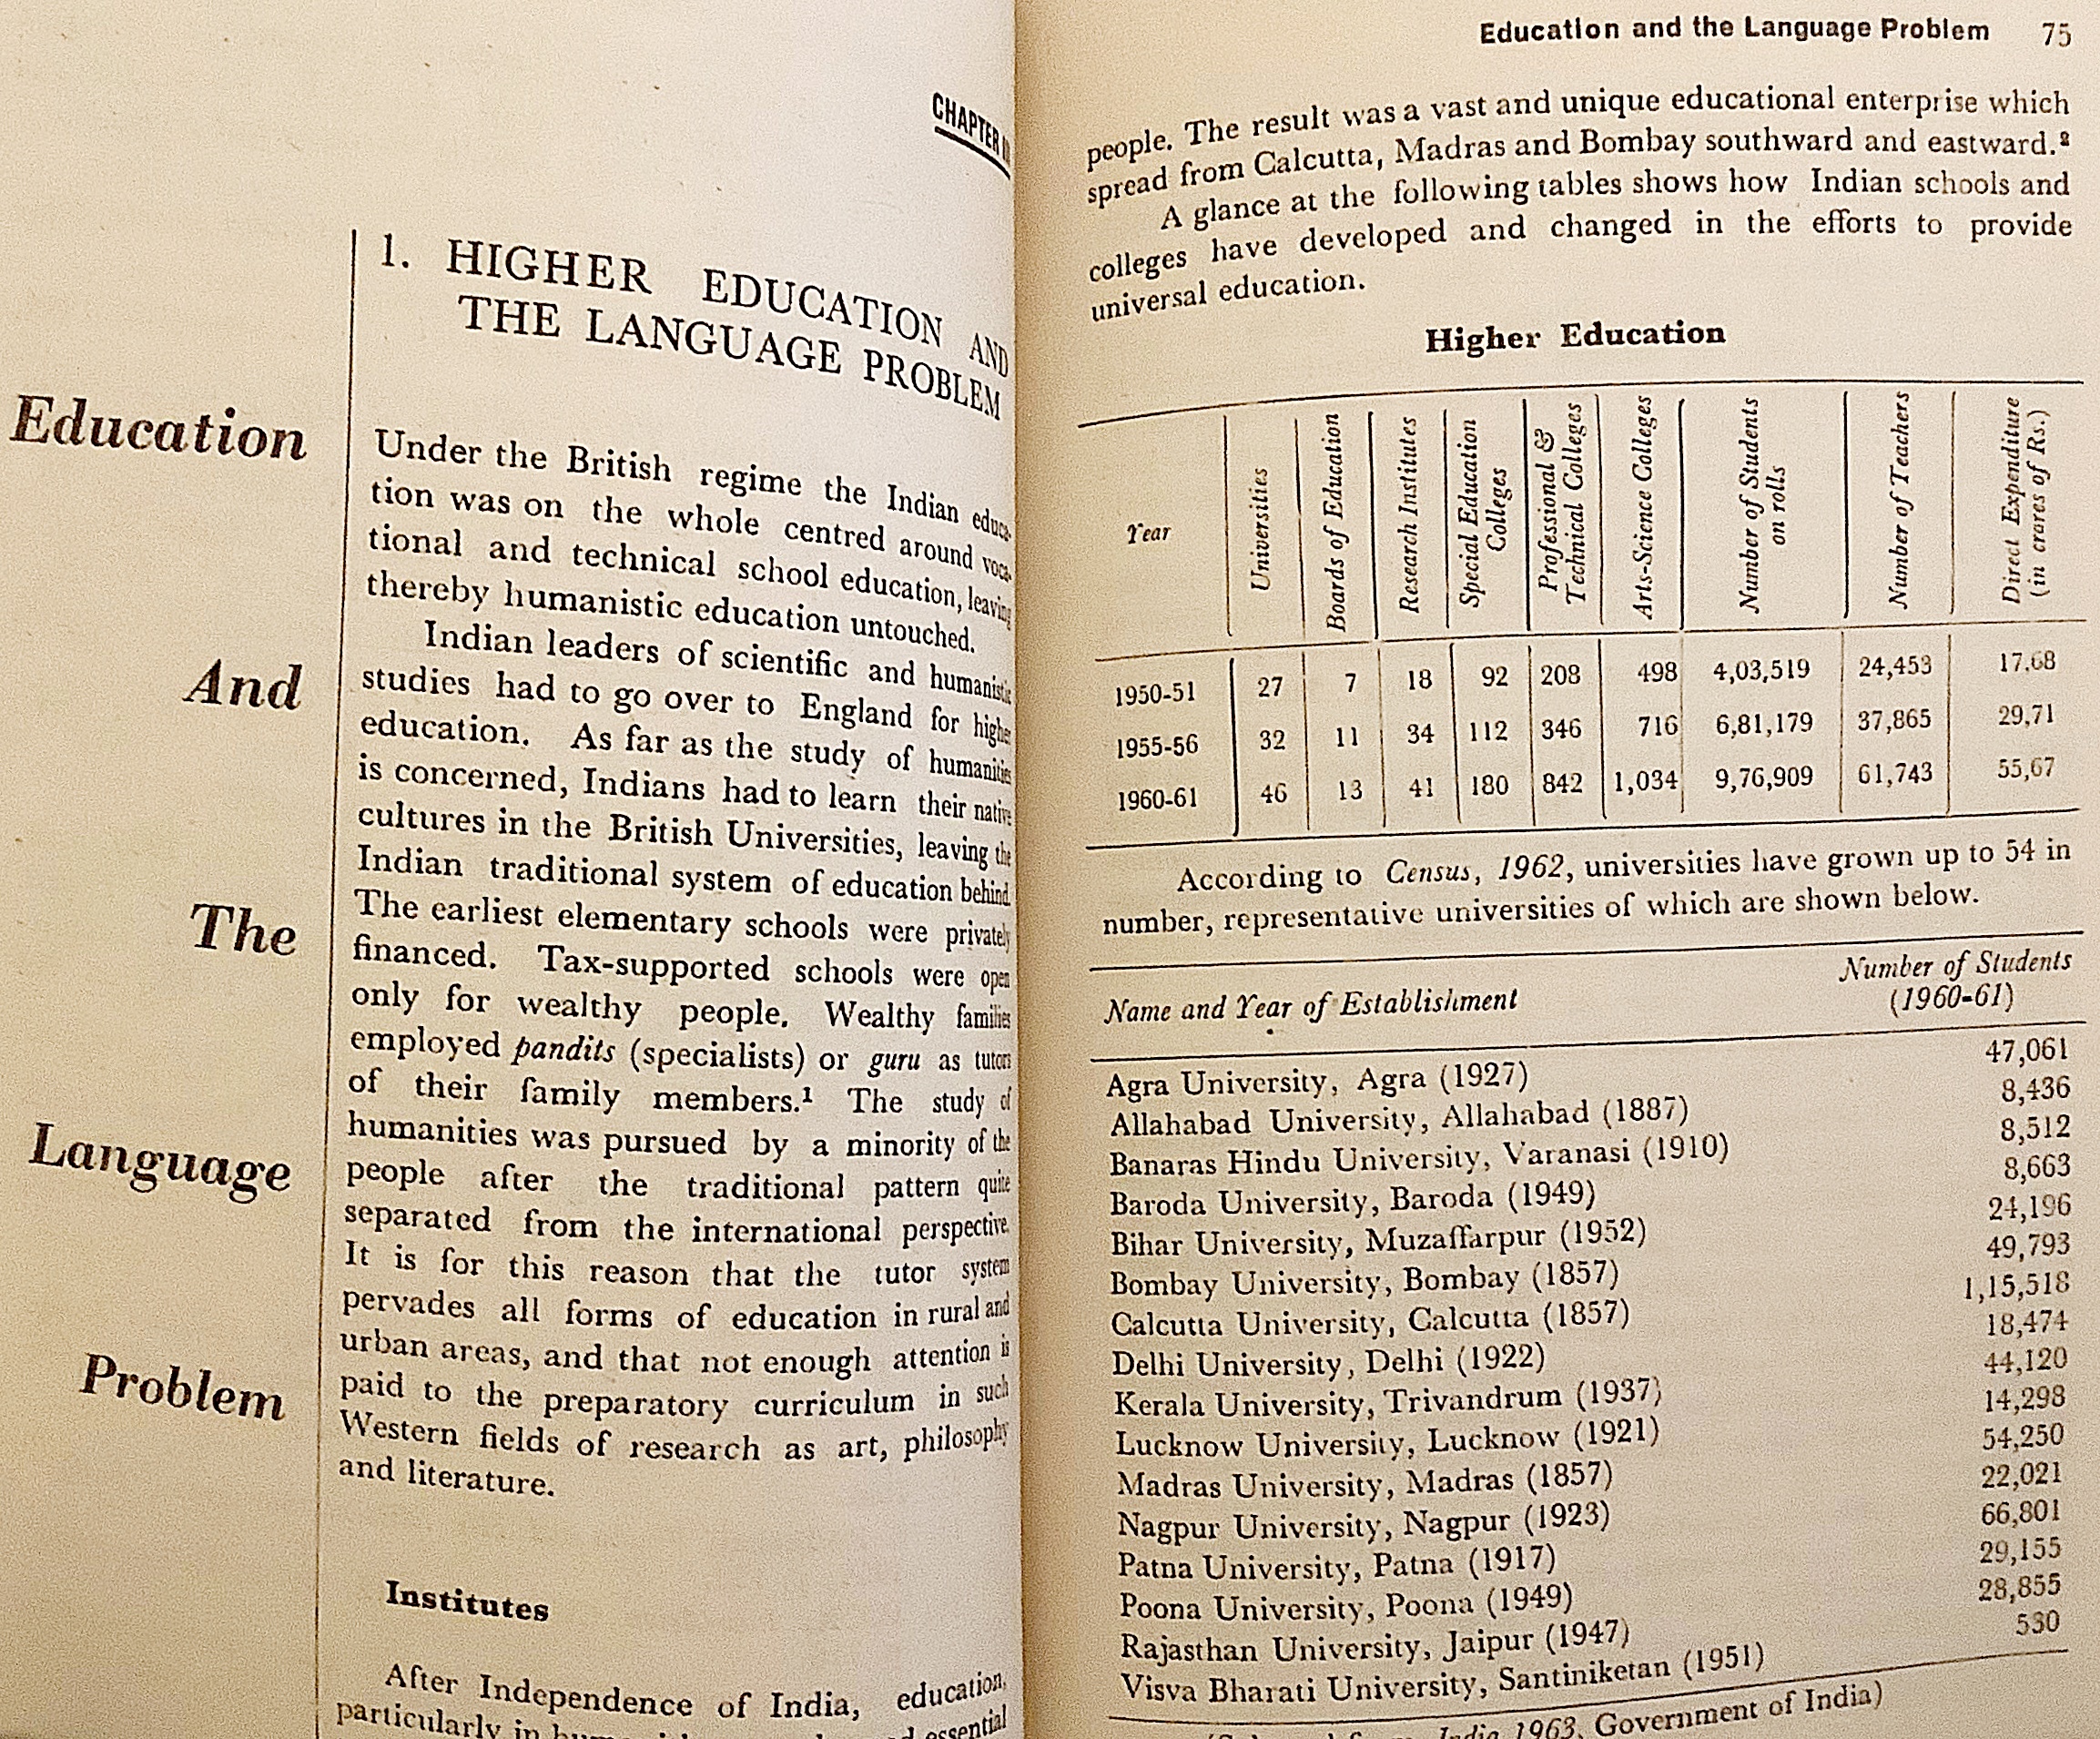 CHAPTER
Education
And
The
Language
Problem
1. HIGHER EDUCATION AND
THE LANGUAGE PROBLEM
Under the British regime the Indian educa-
tion was on the whole centred around voca-
tional and technical school education, leaving
thereby humanistic education untouched.
Indian leaders of scientific and humanistic
studies had to go over to England for higher
education. As far as the study of humanities
is concerned, Indians had to learn their native
cultures in the British Universities, leaving the
Indian traditional system of education behind.
The earliest elementary schools were privately
financed. Tax-supported schools were open
only for wealthy people. Wealthy families
employed pandits (specialists) or guru as tutors
of their family members.¹ The study of
humanities was pursued by a minority of the
people after the traditional pattern quite
separated from the international perspective.
It is for this reason that the tutor system
pervades all forms of education in rural and
urban areas, and that not enough attention is
paid to the preparatory curriculum in such
Western fields of research as art, philosophy
and literature.
Institutes
After Independence of India, education,
particularly in essential
Education and the Language Problem 75
people. The result was a vast and unique educational enterprise which
spread from Calcutta, Madras and Bombay southward and eastward.²
A glance at the following tables shows how Indian schools and
colleges have developed and changed in the efforts to provide
universal education.
Higher Education
Year | Universities | Boards of Education | Research Institutes | Special Education Colleges | Professional & Technical Colleges | Arts-Science Colleges | Number of Students on rolls | Number of Teachers | Direct Expenditure (in crares of Rs.)
1950-51 27 7 18 92 208 498 4,03,519 24,453 17.68
1955-56 32 11 34 112 346 716 6,81,179 37,865 29,71
1960-61 46 13 41 180 842 1,034 9,76,909 61,743 55,67
According to Census, 1962, universities have grown up to 54 in
number, representative universities of which are shown below.
Name and Year of Establishment Number of Students
(1960-61)
Agra University, Agra (1927) 47,061
Allahabad University, Allahabad (1887) 8,436
Banaras Hindu University, Varanasi (1910) 8,512
Baroda University, Baroda (1949) 8,663
Bihar University, Muzaffarpur (1952) 24,196
Bombay University, Bombay (1857) 49,793
Calcutta University, Calcutta (1857) 1,15,518
Delhi University, Delhi (1922) 18,474
Kerala University, Trivandrum (1937) 44,120
Lucknow University, Lucknow (1921) 14,298
Madras University, Madras (1857) 54,250
Nagpur University, Nagpur (1923) 22,021
Patna University, Patna (1917) 66,801
Poona University, Poona (1949) 29,155
Rajasthan University, Jaipur (1947) 28,855
Visva Bharati University, Santiniketan (1951) 530
India 1963, Government of India)